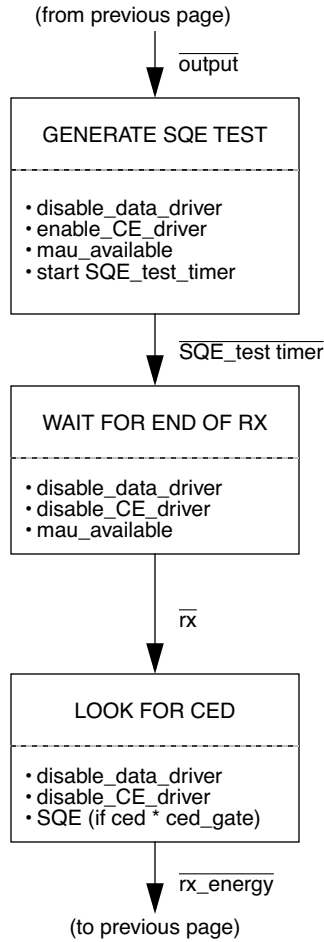 (from previous page)
output
GENERATE SQE TEST
• disable_data_driver
• enable_CE_driver
• mau_available
• start SQE_test_timer
SQE_test timer
WAIT FOR END OF RX
• disable_data_driver
• disable_CE_driver
• mau_available
rx
LOOK FOR CED
• disable_data_driver
• disable_CE_driver
• SQE (if ced * ced_gate)
rx_energy
(to previous page)